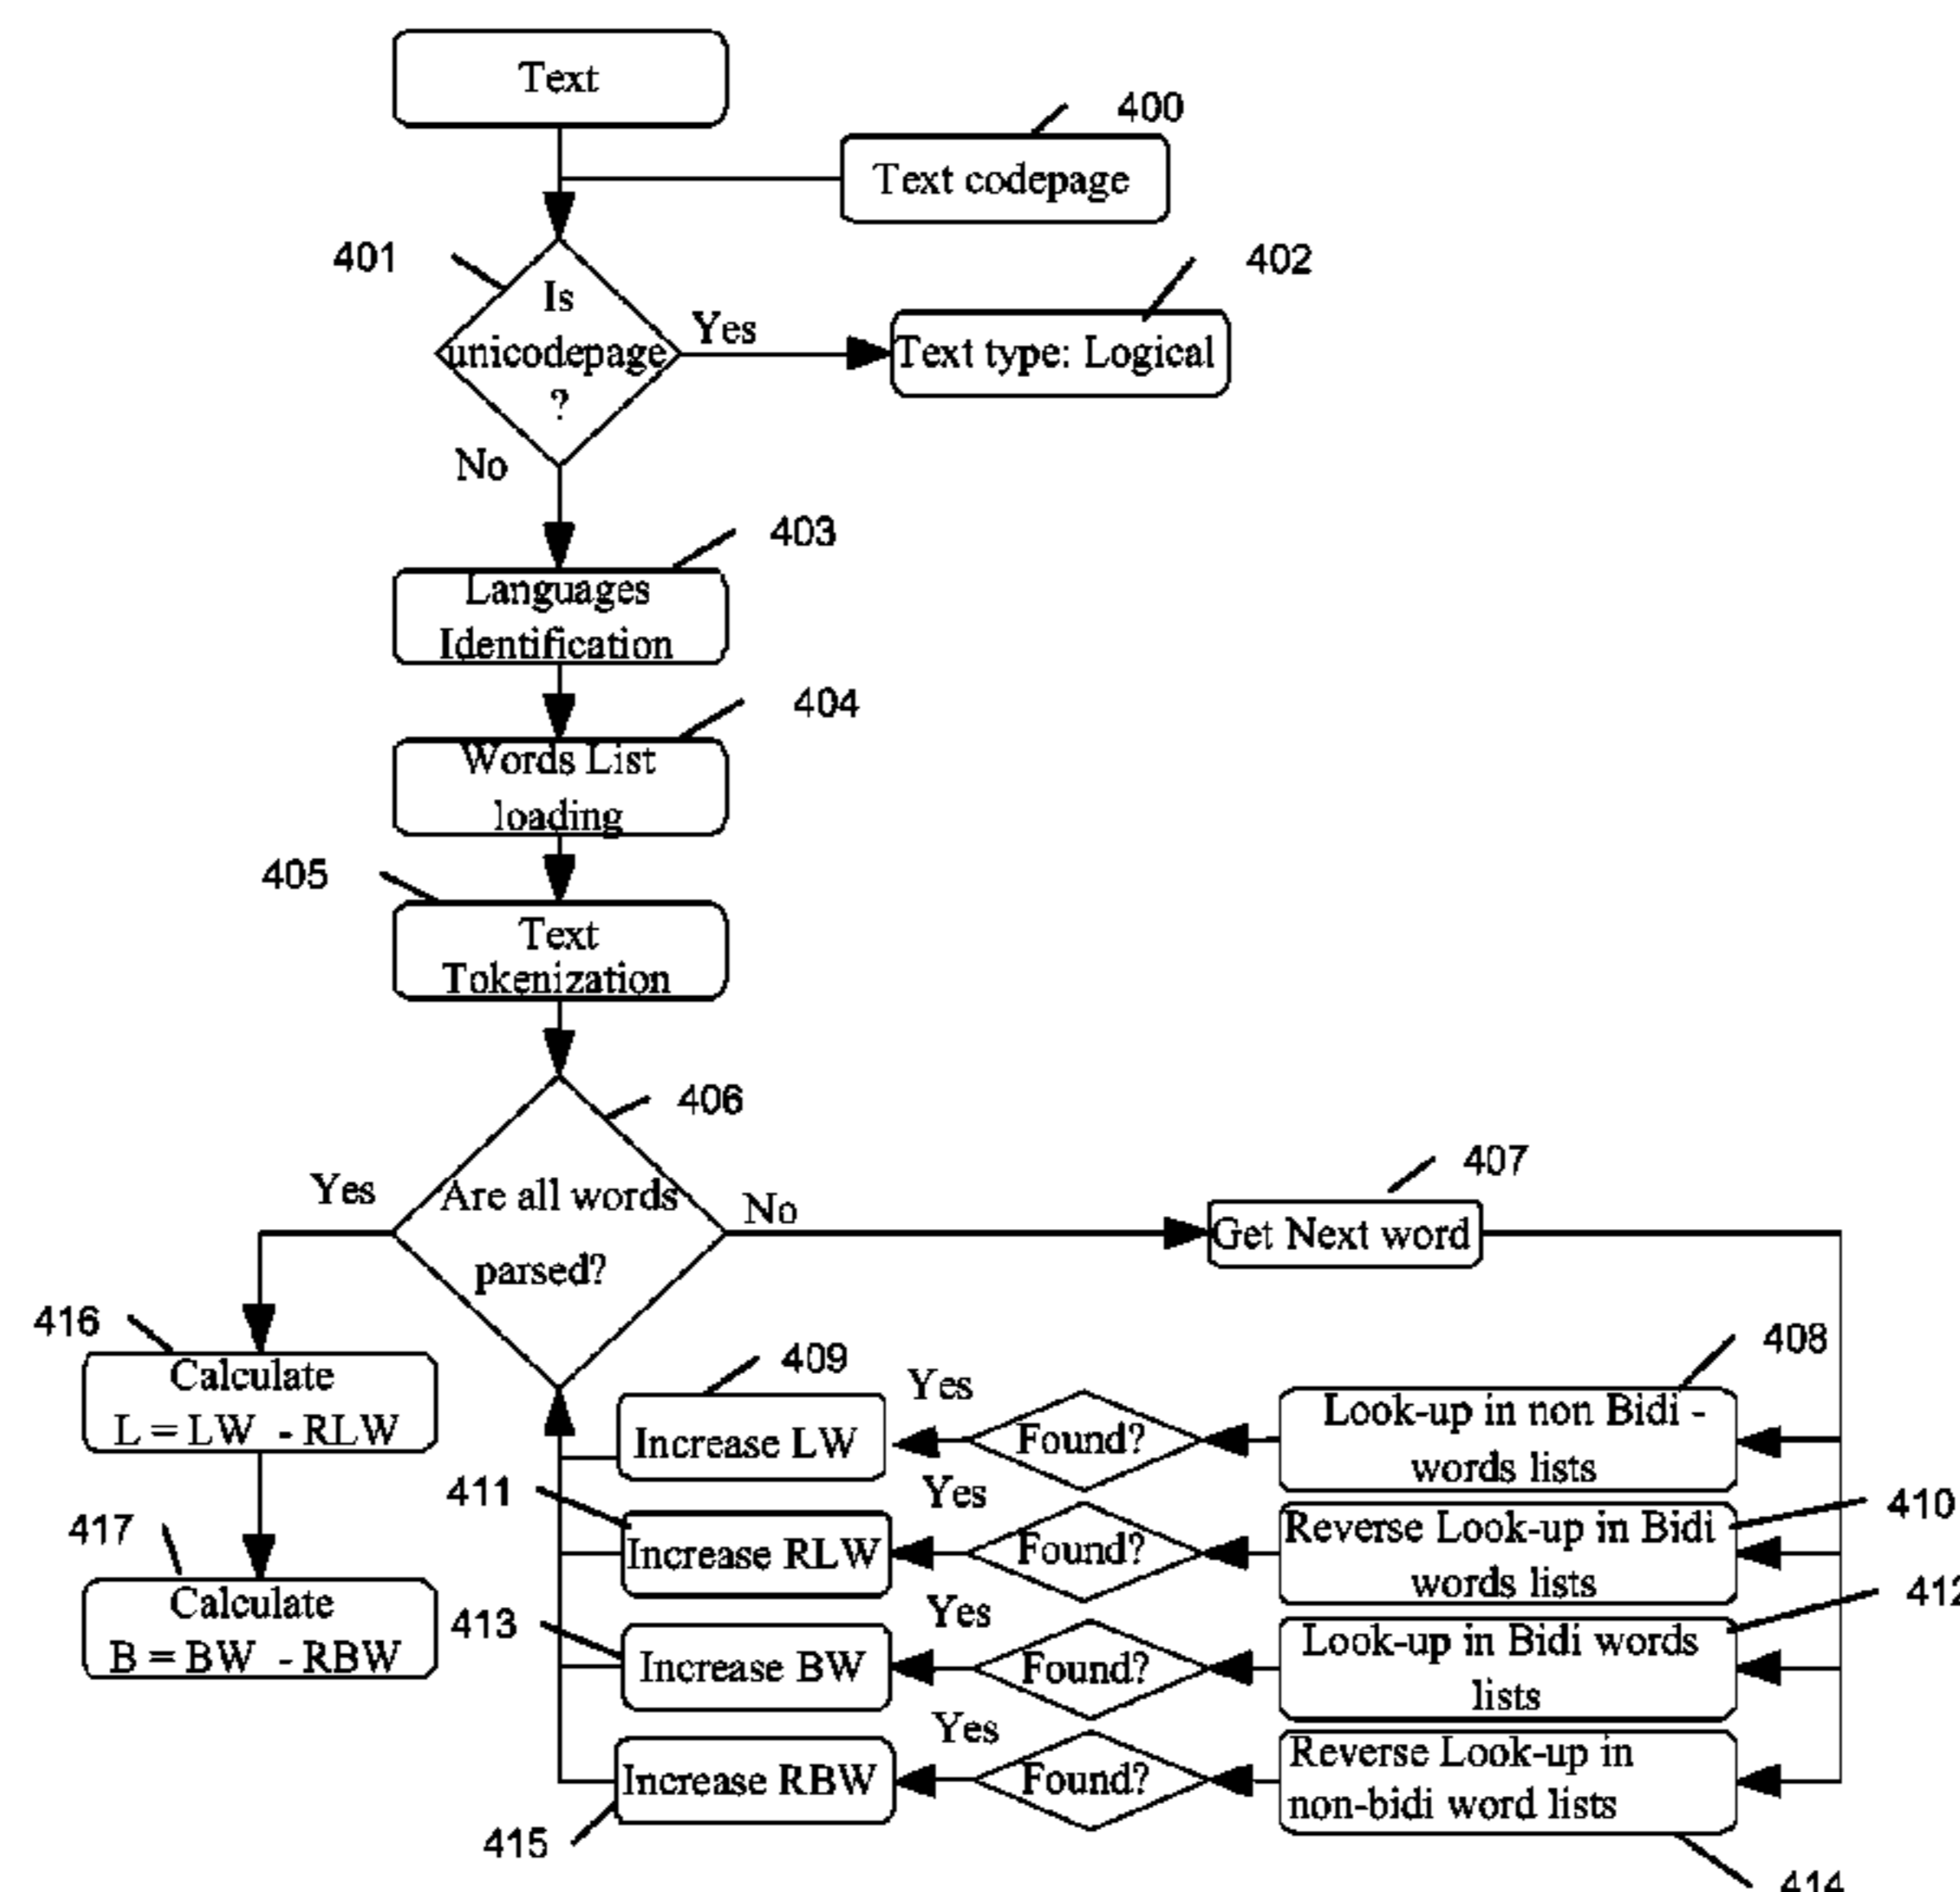 Text
400
Text codepage
401
402
Is
unicodepage
?
Yes
Text type: Logical
No
403
Languages
Identification
404
Words List
loading
405
Text
Tokenization
406
407
Yes
Are all words
parsed?
No
Get Next word
416
Calculate
L = LW - RLW
417
Calculate
B = BW - RBW
409
Increase LW
Yes
Found?
408
Look-up in non Bidi -
words lists
411
Increase RLW
Yes
Found?
410
Reverse Look-up in Bidi
words lists
413
Increase BW
Yes
Found?
412
Look-up in Bidi words
lists
415
Increase RBW
Yes
Found?
Reverse Look-up in
non-bidi word lists
414